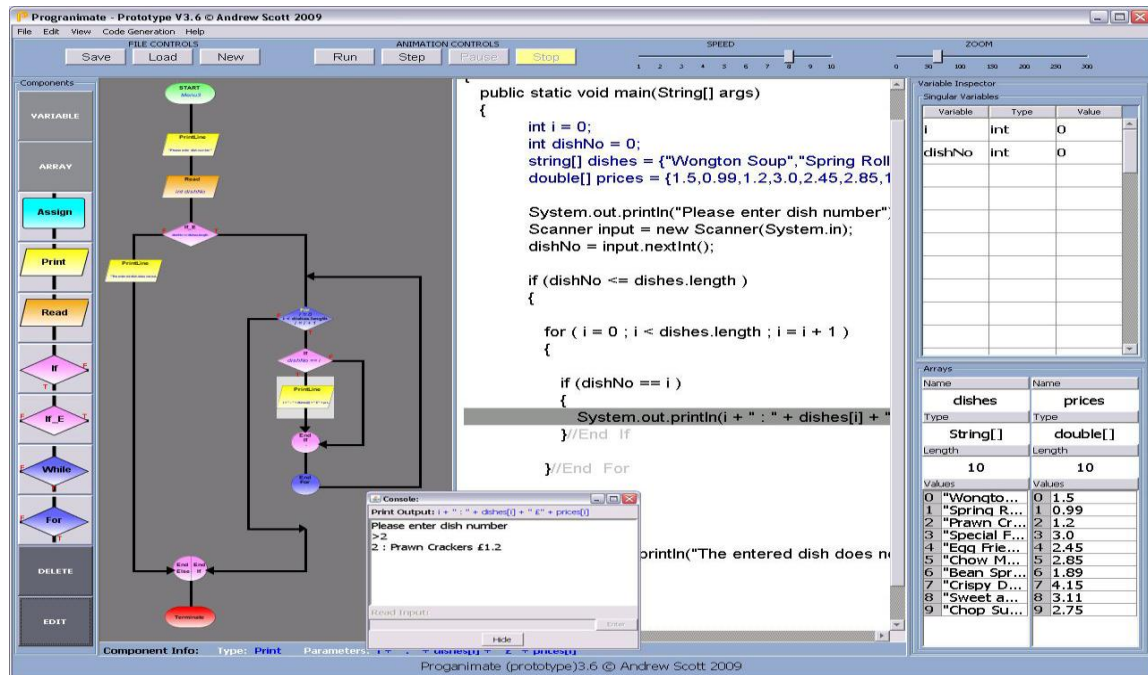 Progranimate - Prototype V3.6 © Andrew Scott 2009
File Edit View Code Generation Help
FILE CONTROLS
Save Load New
ANIMATION CONTROLS
Run Step Pause Stop
SPEED
1 2 3 4 5 6 7 8 9 10
ZOOM
50 100 150 200 250 300
Components
VARIABLE
ARRAY
Assign
Print
Read
If
F
T
If_E
F T
While
F
T
For
F
T
DELETE
EDIT
START
Menu3
PrintLine
Read
int dishNo
If_E
F T
PrintLine
For
i = 0
i < dishes.length
If
dishNo == i
PrintLine
End
If
End
For
End Else
End If
Terminate
{
public static void main(String[] args)
{
int i = 0;
int dishNo = 0;
string[] dishes = {"Wongton Soup","Spring Roll
double[] prices = {1.5,0.99,1.2,3.0,2.45,2.85,1
System.out.println("Please enter dish number")
Scanner input = new Scanner(System.in);
dishNo = input.nextInt();
if (dishNo <= dishes.length )
{
for ( i = 0 ; i < dishes.length ; i = i + 1 )
{
if (dishNo == i )
{
System.out.println(i + " : " + dishes[i] + "
}//End If
}//End For
println("The entered dish does n
Console:
Print Output: i + " : " + dishes[i] + " £" + prices[i]
Please enter dish number
>2
2 : Prawn Crackers £1.2
Read Input:
Enter
Hide
Variable Inspector
Singular Variables
Variable Type Value
i int 0
dishNo int 0
Arrays
Name Name
dishes prices
Type Type
String[] double[]
Length Length
10 10
Values Values
0 "Wongto... 0 1.5
1 "Spring R... 1 0.99
2 "Prawn Cr... 2 1.2
3 "Special F... 3 3.0
4 "Egg Frie... 4 2.45
5 "Chow M... 5 2.85
6 "Bean Spr... 6 1.89
7 "Crispy D... 7 4.15
8 "Sweet a... 8 3.11
9 "Chop Su... 9 2.75
Component Info: Type: Print Parameters: i + " : " + dishes[i] + " £" + prices[i]
Proganimate (prototype)3.6 © Andrew Scott 2009